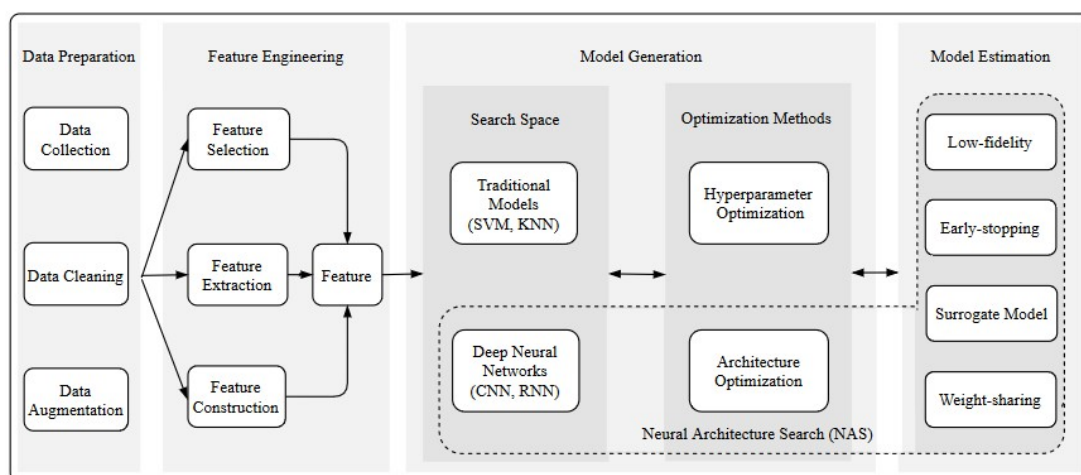 Data Preparation
Data
Collection
Data Cleaning
Data
Augmentation
Feature Engineering
Feature
Selection
Feature
Extraction
Feature
Construction
Feature
Model Generation
Search Space
Traditional
Models
(SVM, KNN)
Deep Neural
Networks
(CNN, RNN)
Optimization Methods
Hyperparameter
Optimization
Architecture
Optimization
Neural Architecture Search (NAS)
Model Estimation
Low-fidelity
Early-stopping
Surrogate Model
Weight-sharing